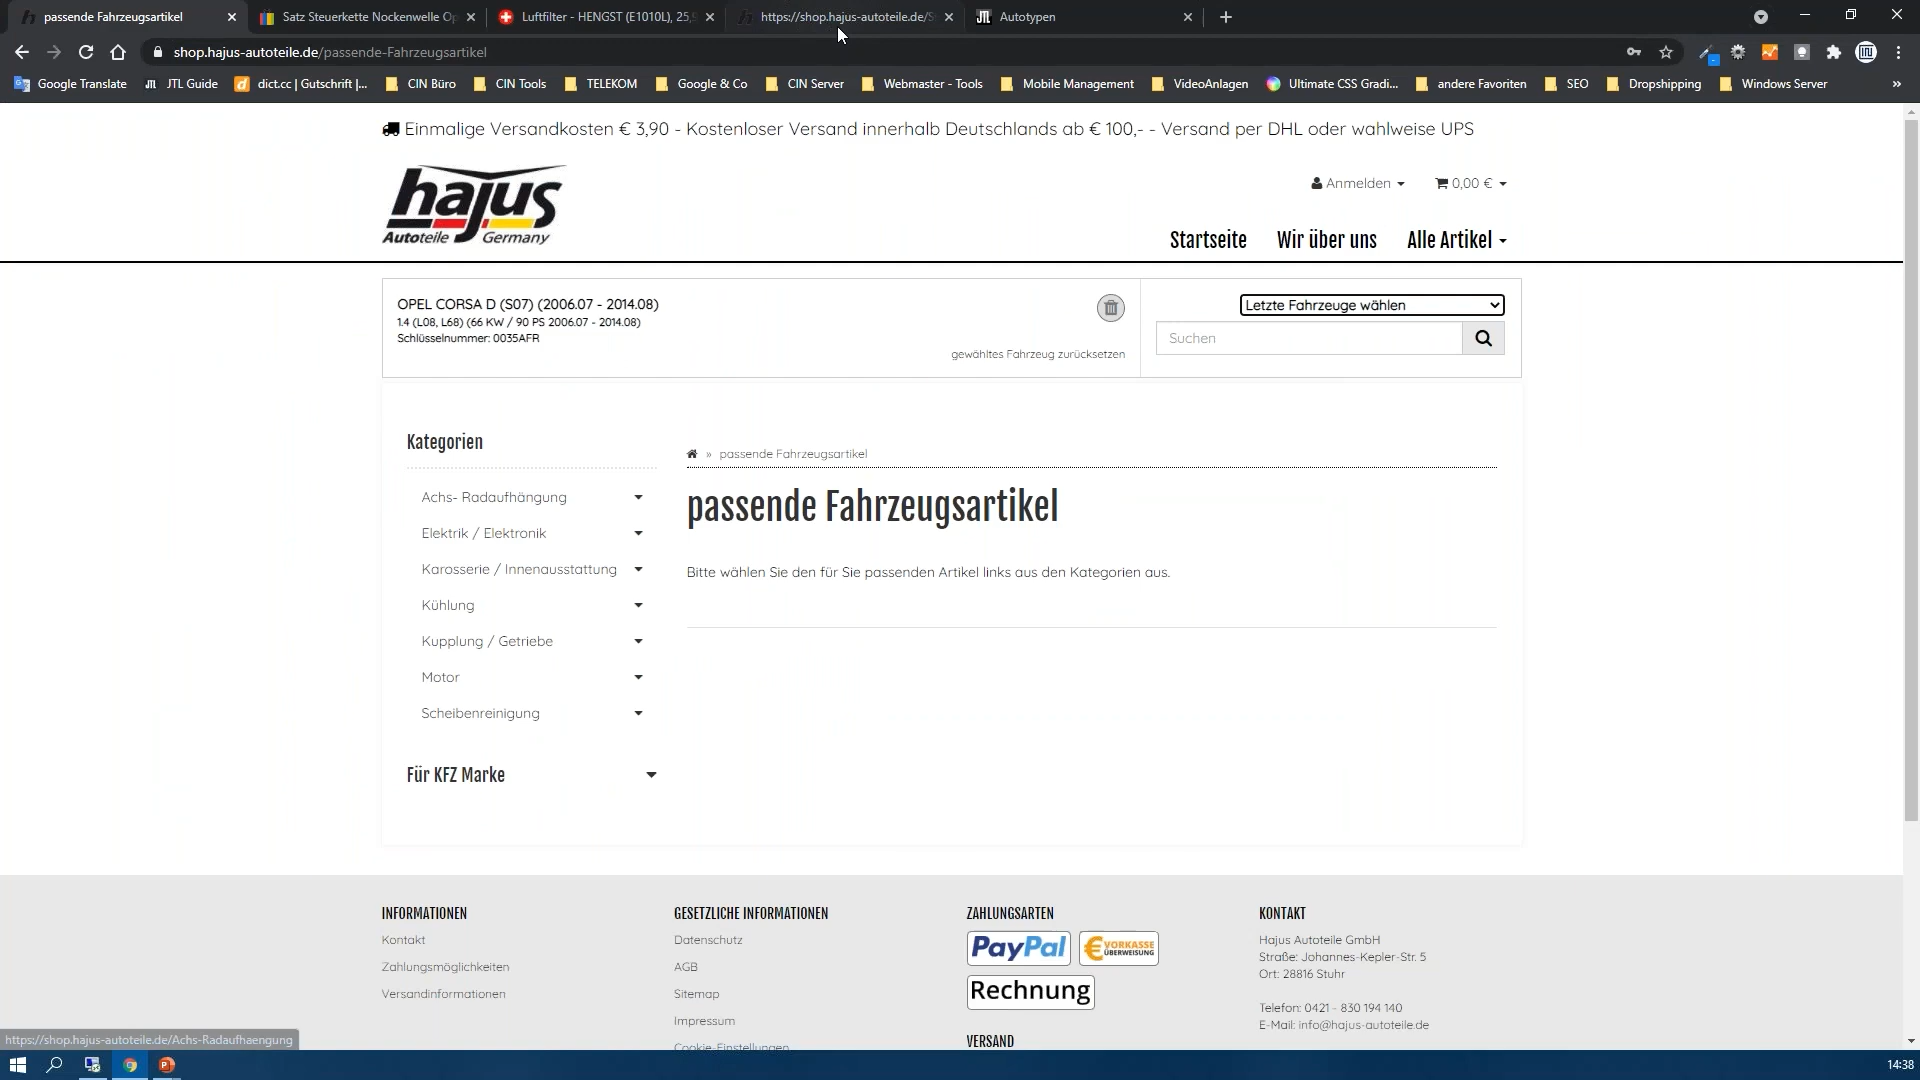 passende Fahrzeugsartikel
Satz Steuerkette Nockenwelle Op
Luftfilter - HENGST (E1010L), 25,
https://shop.hajus-autoteile.de/S
JTL Autotypen
shop.hajus-autoteile.de/passende-Fahrzeugsartikel
Google Translate JTL JTL Guide dict.cc | Gutschrift |... CIN Büro CIN Tools TELEKOM Google & Co CIN Server Webmaster - Tools Mobile Management VideoAnlagen Ultimate CSS Gradi... andere Favoriten SEO Dropshipping Windows Server »
Einmalige Versandkosten € 3,90 - Kostenloser Versand innerhalb Deutschlands ab € 100,- - Versand per DHL oder wahlweise UPS
hajus
Autoteile Germany
Anmelden 0,00 €
Startseite Wir über uns Alle Artikel
OPEL CORSA D (S07) (2006.07 - 2014.08)
1.4 (L08, L68) (66 KW / 90 PS 2006.07 - 2014.08)
Schlüsselnummer: 0035AFR
gewähltes Fahrzeug zurücksetzen
Letzte Fahrzeuge wählen
Suchen
Kategorien
Achs- Radaufhängung
Elektrik / Elektronik
Karosserie / Innenausstattung
Kühlung
Kupplung / Getriebe
Motor
Scheibenreinigung
Für KFZ Marke
» passende Fahrzeugsartikel
passende Fahrzeugsartikel
Bitte wählen Sie den für Sie passenden Artikel links aus den Kategorien aus.
INFORMATIONEN
Kontakt
Zahlungsmöglichkeiten
Versandinformationen
GESETZLICHE INFORMATIONEN
Datenschutz
AGB
Sitemap
Impressum
Cookie-Einstellungen
ZAHLUNGSARTEN
PayPal
€ VORKASSE
ÜBERWEISUNG
Rechnung
VERSAND
KONTAKT
Hajus Autoteile GmbH
Straße: Johannes-Kepler-Str. 5
Ort: 28816 Stuhr
Telefon: 0421 - 830 194 140
E-Mail: info@hajus-autoteile.de
https://shop.hajus-autoteile.de/Achs-Radaufhaengung
14:38